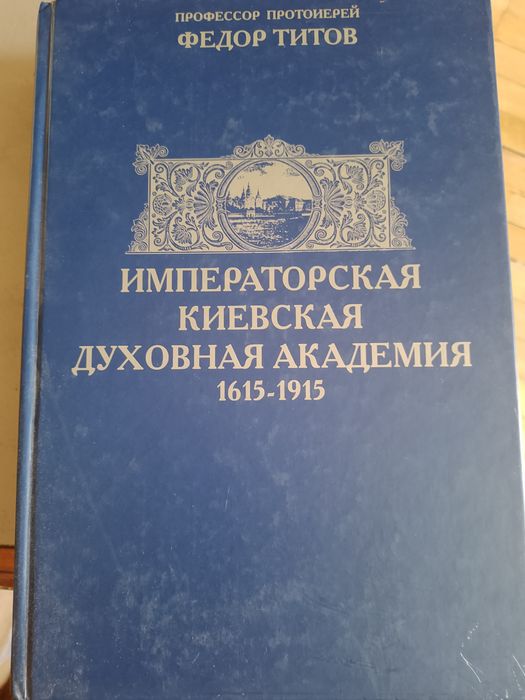 ПРОФЕССОР ПРОТОИЕРЕЙ
ФЕДОР ТИТОВ
ИМПЕРАТОРСКАЯ
КИЕВСКАЯ
ДУХОВНАЯ АКАДЕМИЯ
1615-1915